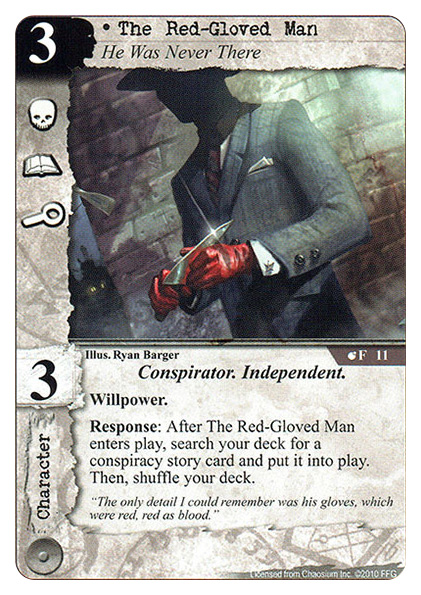 3
• The Red-Gloved Man
He Was Never There
Illus. Ryan Barger
F 11
3
Conspirator. Independent.
Willpower.
Response: After The Red-Gloved Man
enters play, search your deck for a
conspiracy story card and put it into play.
Then, shuffle your deck.
Character
“The only detail I could remember was his gloves, which
were red, red as blood.”
Licensed from Chaosium Inc. ©2010 FFG